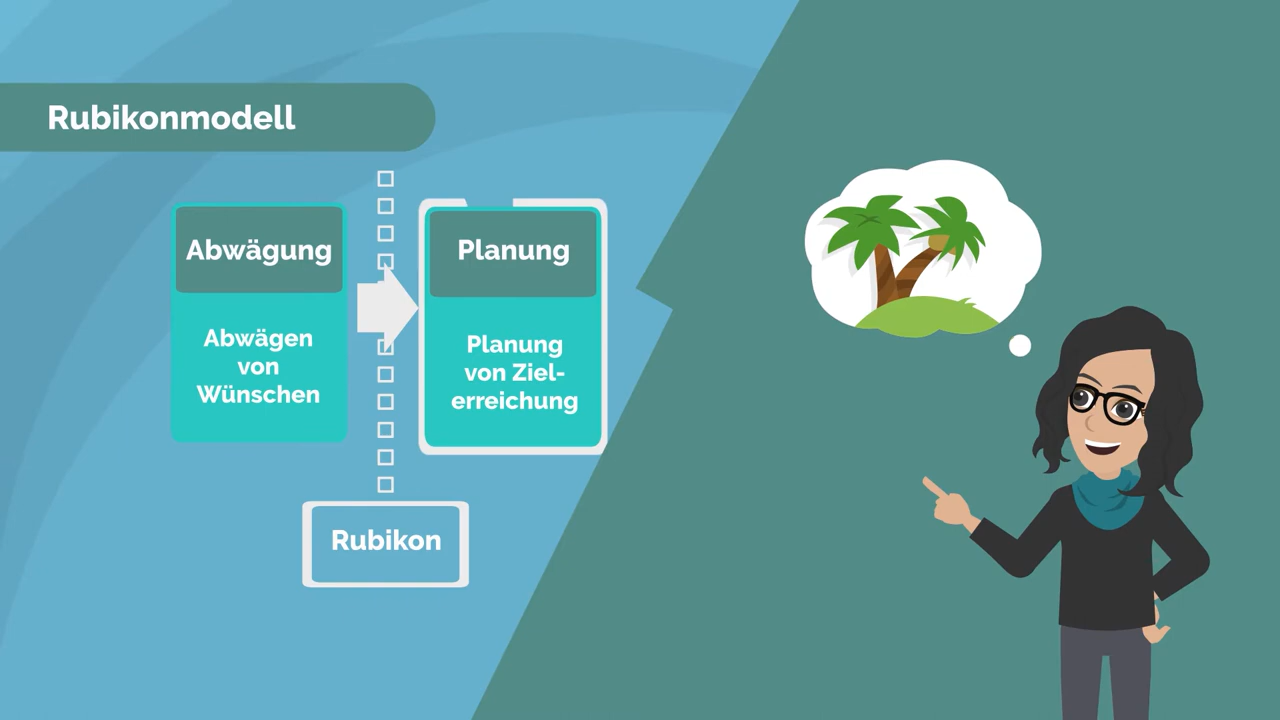 Rubikonmodell
Abwägung
Abwägen
von
Wünschen
Planung
Planung
von Ziel-
erreichung
Rubikon